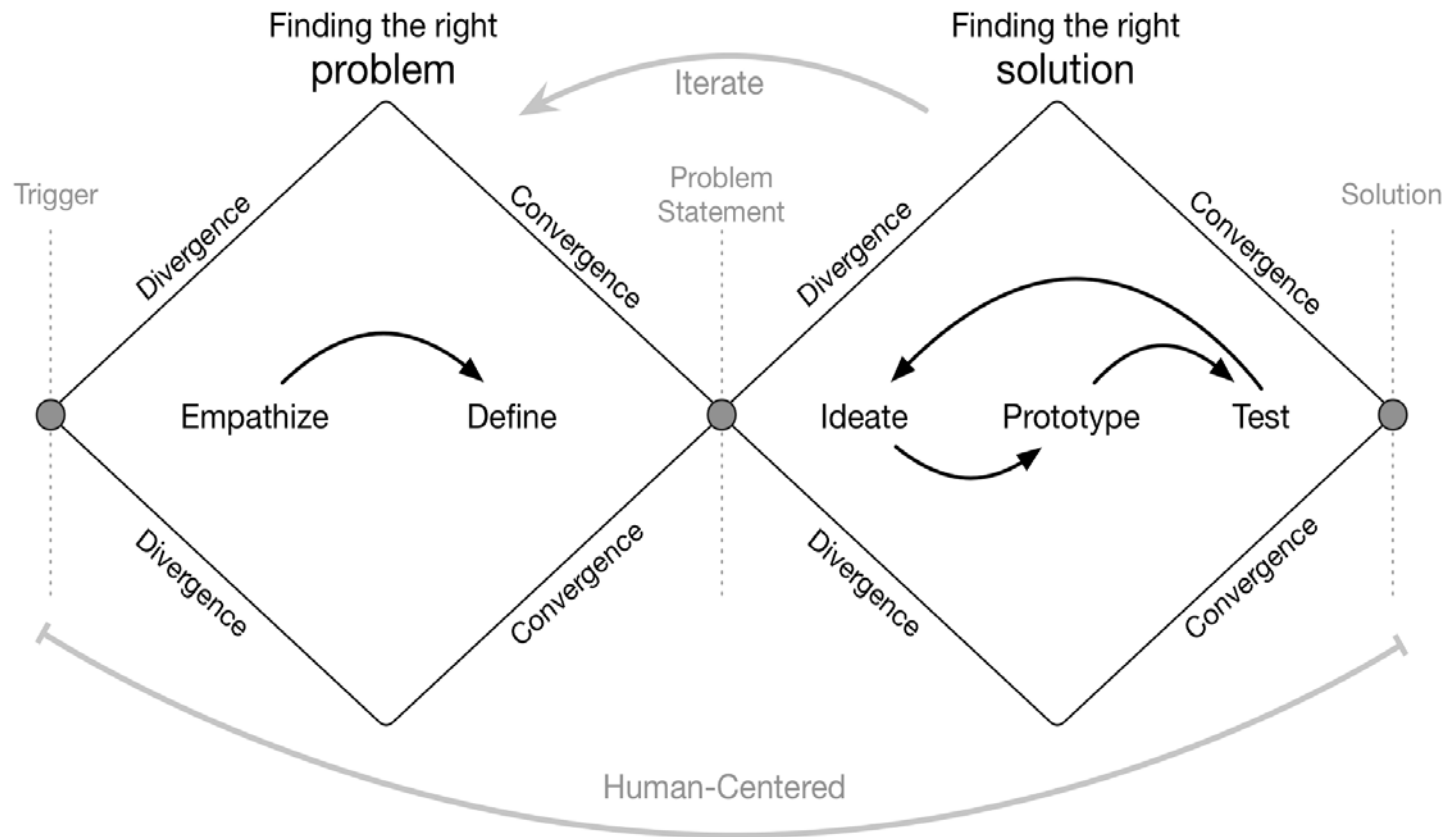 Finding the right
problem
Finding the right
solution
Iterate
Trigger
Problem
Statement
Solution
Divergence
Convergence
Divergence
Convergence
Empathize
Define
Ideate
Prototype
Test
Divergence
Convergence
Divergence
Convergence
Human-Centered